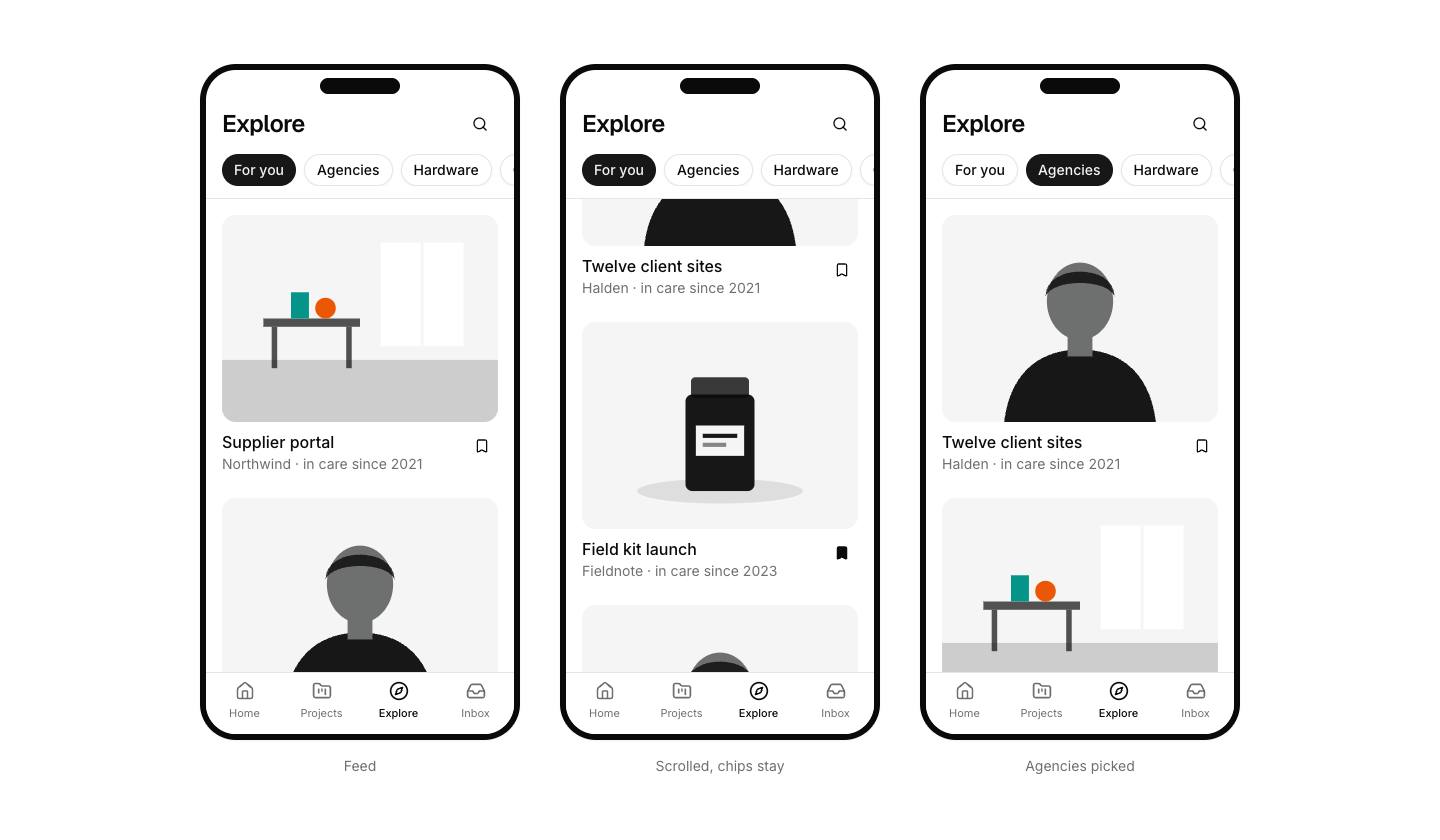 Explore
For you
Agencies
Hardware
Supplier portal
Northwind · in care since 2021
Home
Projects
Explore
Inbox
Feed
Explore
For you
Agencies
Hardware
Twelve client sites
Halden · in care since 2021
Field kit launch
Fieldnote · in care since 2023
Home
Projects
Explore
Inbox
Scrolled, chips stay
Explore
For you
Agencies
Hardware
Twelve client sites
Halden · in care since 2021
Home
Projects
Explore
Inbox
Agencies picked